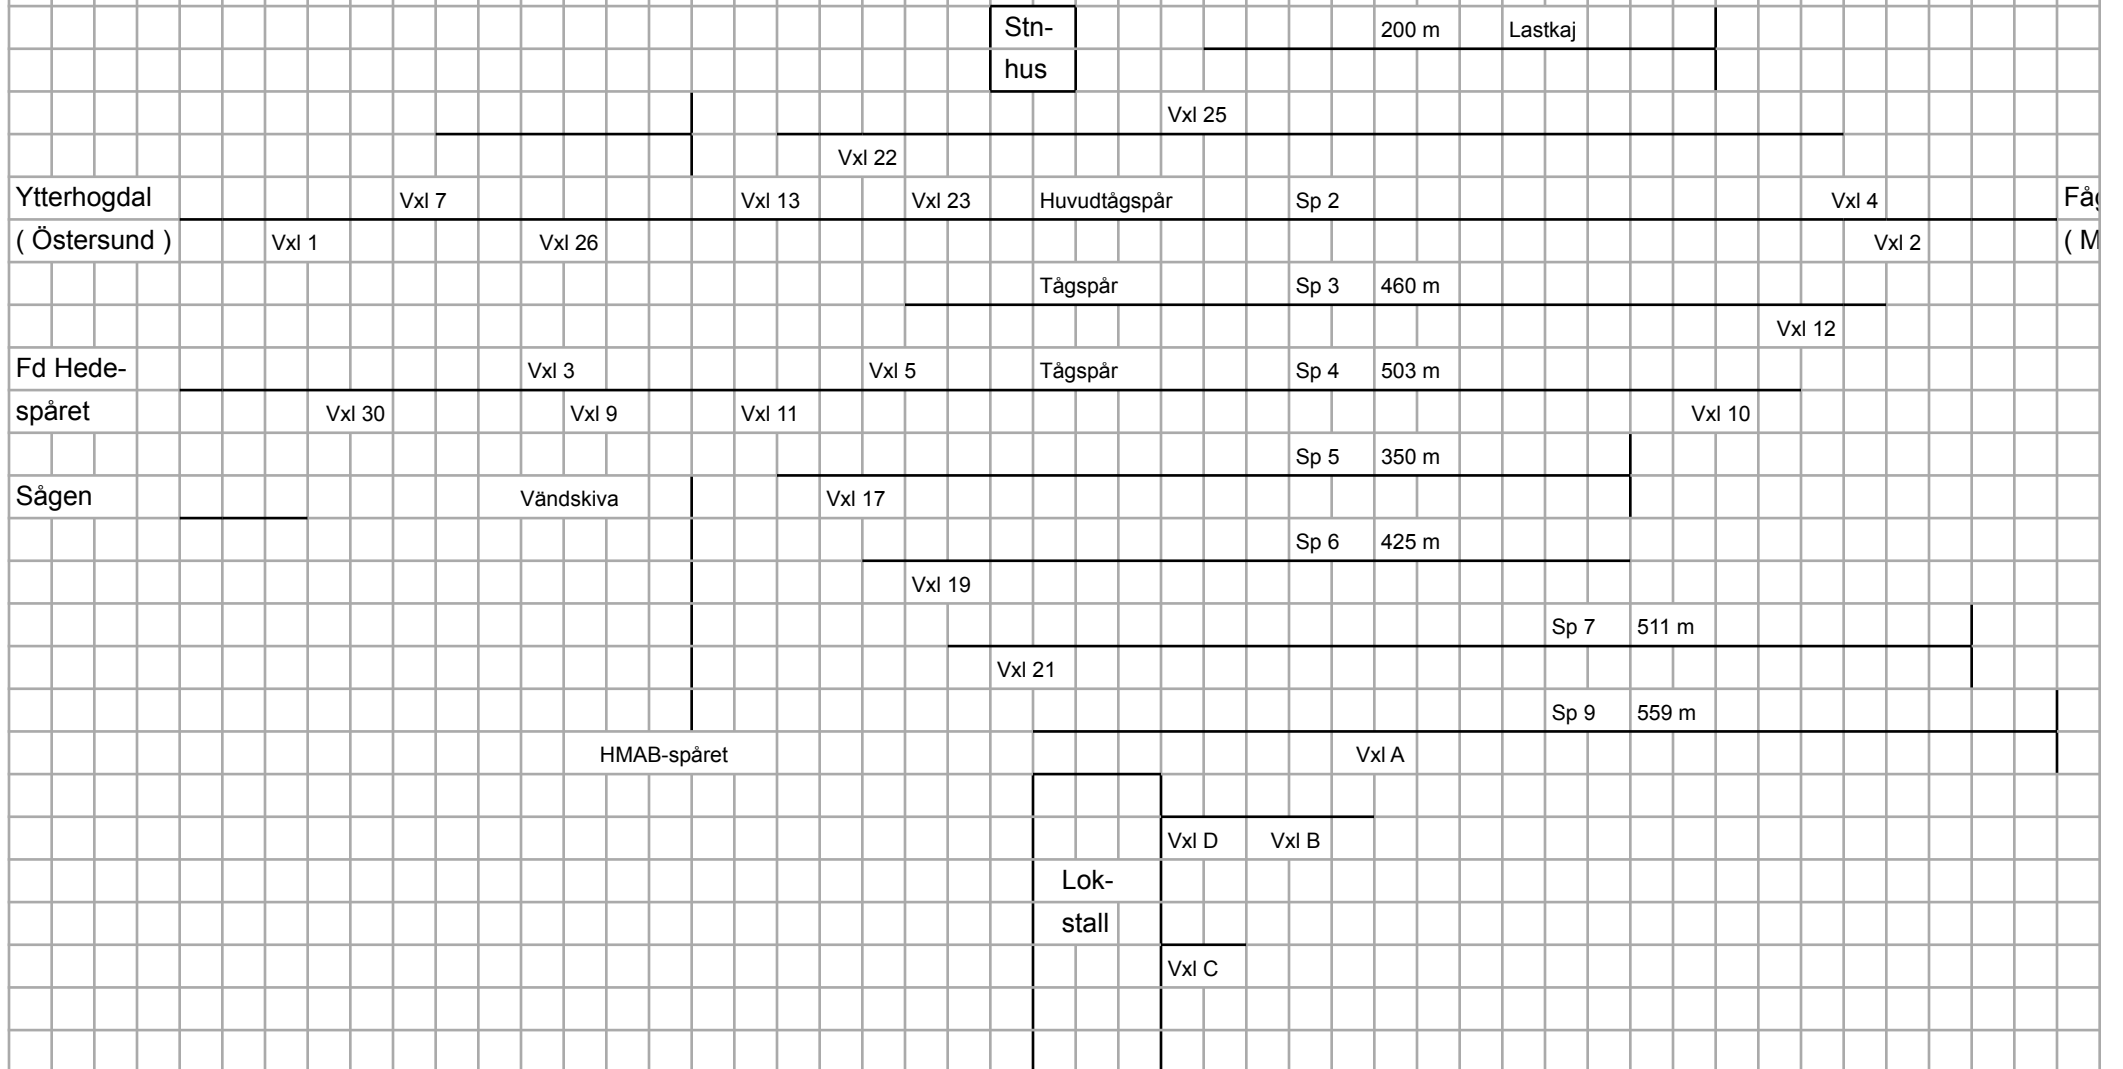 Stn-
200 m Lastkaj
hus
Vxl 25
Vxl 22
Ytterhogdal Vxl 7 Vxl 13 Vxl 23 Huvudtågspår Sp 2 Vxl 4
( Östersund ) Vxl 1 Vxl 26 Vxl 2 ( M
Tågspår Sp 3 460 m
Vxl 12
Fd Hede- Vxl 3 Vxl 5 Tågspår Sp 4 503 m
spåret Vxl 30 Vxl 9 Vxl 11 Vxl 10
Sp 5 350 m
Sågen Vändskiva Vxl 17
Sp 6 425 m
Vxl 19
Sp 7 511 m
Vxl 21
Sp 9 559 m
HMAB-spåret Vxl A
Vxl D Vxl B
Lok-
stall
Vxl C